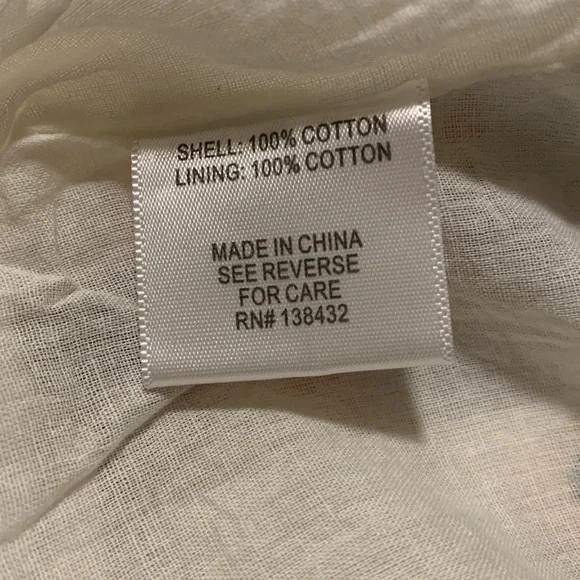 SHELL: 100% COTTON
LINING: 100% COTTON
MADE IN CHINA
SEE REVERSE
FOR CARE
RN# 138432